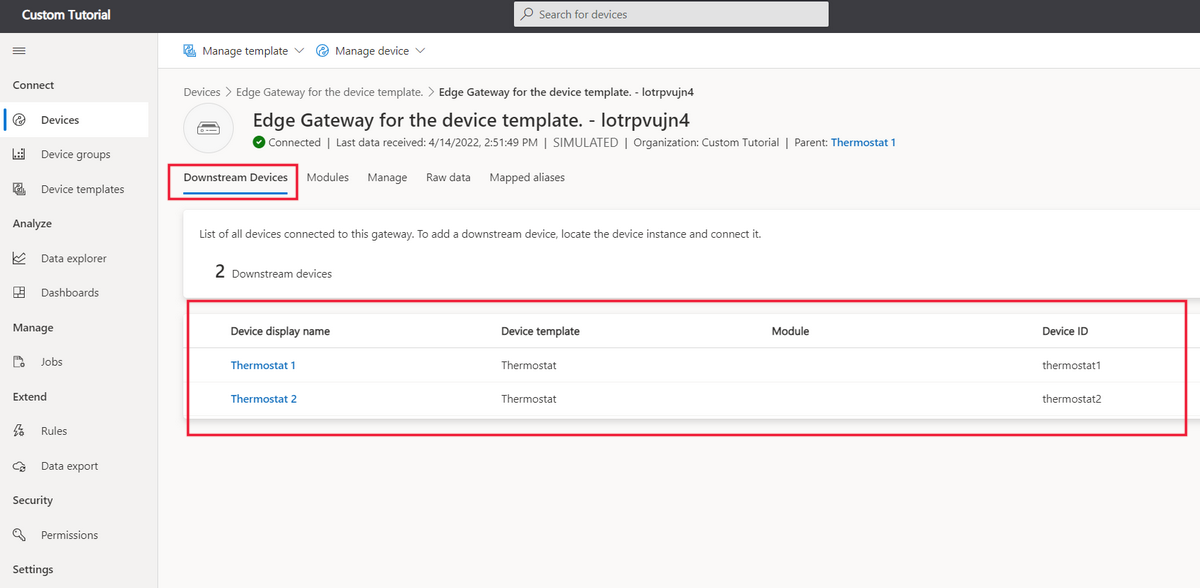 Custom Tutorial
Search for devices
Manage template
Manage device
Connect
Devices
Device groups
Device templates
Analyze
Data explorer
Dashboards
Manage
Jobs
Extend
Rules
Data export
Security
Permissions
Settings
Devices > Edge Gateway for the device template. > Edge Gateway for the device template. - lotrpvujn4
Edge Gateway for the device template. - lotrpvujn4
Connected | Last data received: 4/14/2022, 2:51:49 PM | SIMULATED | Organization: Custom Tutorial | Parent: Thermostat 1
Downstream Devices Modules Manage Raw data Mapped aliases
List of all devices connected to this gateway. To add a downstream device, locate the device instance and connect it.
2 Downstream devices
Device display name Device template Module Device ID
Thermostat 1 Thermostat thermostat1
Thermostat 2 Thermostat thermostat2